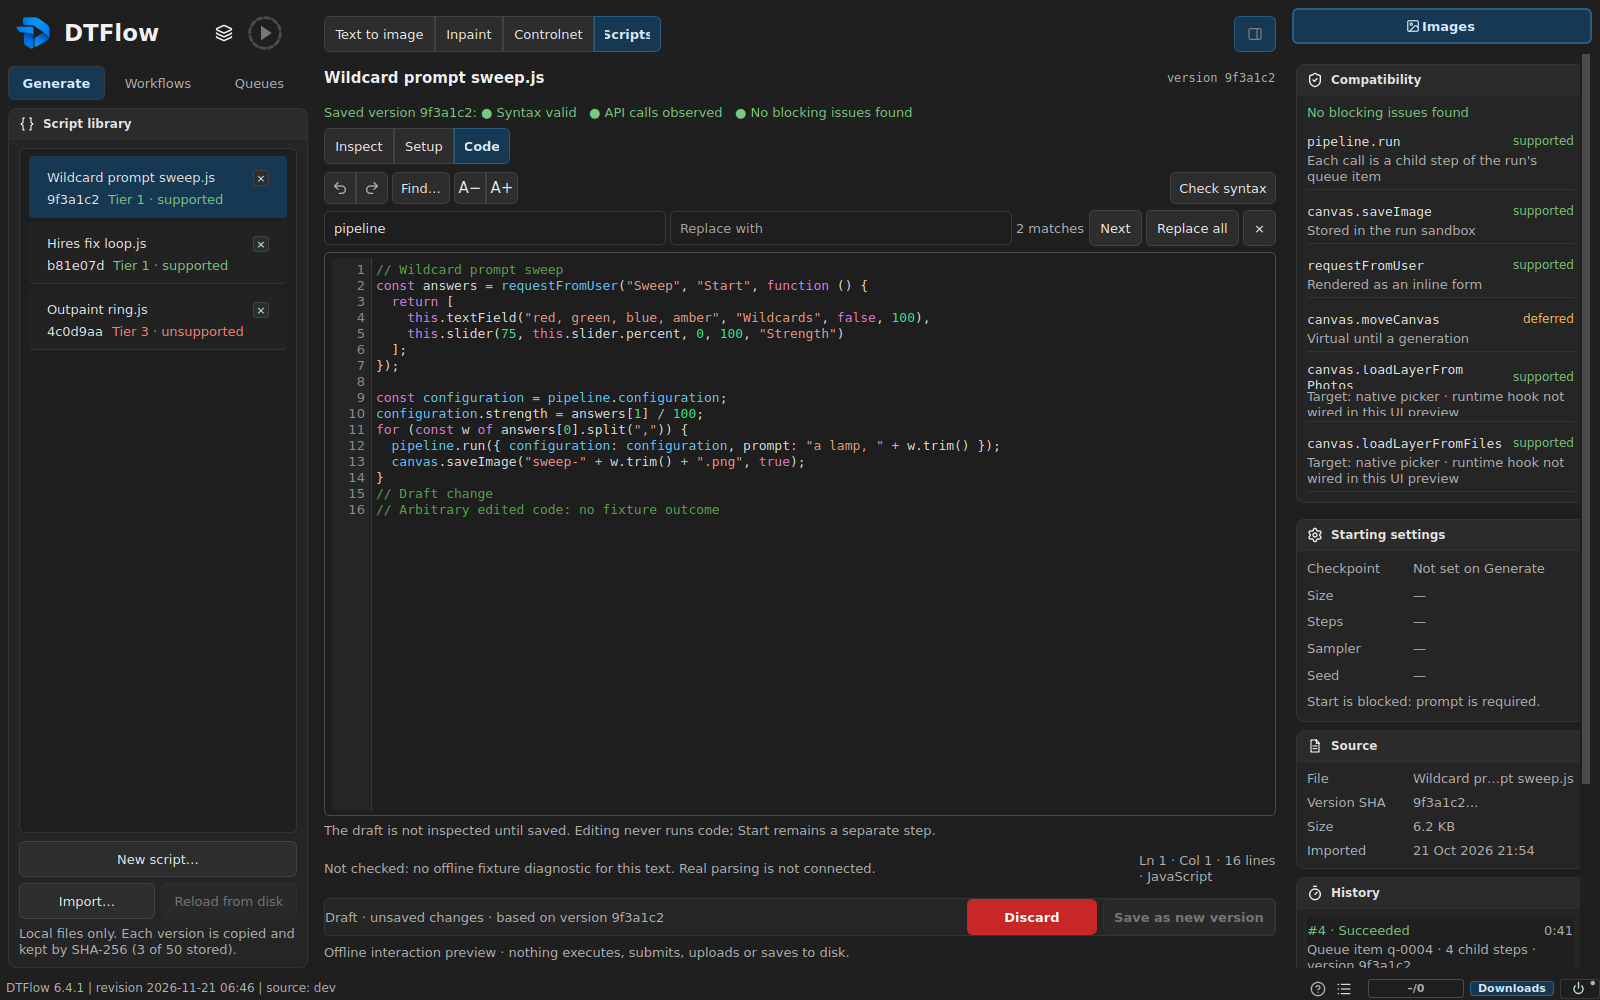 DTFlow
Generate
Workflows
Queues
Script library
Wildcard prompt sweep.js
×
9f3a1c2 Tier 1 · supported
Hires fix loop.js
×
b81e07d Tier 1 · supported
Outpaint ring.js
×
4c0d9aa Tier 3 · unsupported
New script...
Import...
Reload from disk
Local files only. Each version is copied and
kept by SHA-256 (3 of 50 stored).
Text to image
Inpaint
Controlnet
Scripts
Wildcard prompt sweep.js
version 9f3a1c2
Saved version 9f3a1c2: ● Syntax valid ● API calls observed ● No blocking issues found
Inspect
Setup
Code
Find...
A−
A+
Check syntax
pipeline
Replace with
2 matches
Next
Replace all
×
1 // Wildcard prompt sweep
2 const answers = requestFromUser("Sweep", "Start", function () {
3   return [
4     this.textField("red, green, blue, amber", "Wildcards", false, 100),
5     this.slider(75, this.slider.percent, 0, 100, "Strength")
6   ];
7 });
8
9 const configuration = pipeline.configuration;
10 configuration.strength = answers[1] / 100;
11 for (const w of answers[0].split(",")) {
12   pipeline.run({ configuration: configuration, prompt: "a lamp, " + w.trim() });
13   canvas.saveImage("sweep-" + w.trim() + ".png", true);
14 }
15 // Draft change
16 // Arbitrary edited code: no fixture outcome
The draft is not inspected until saved. Editing never runs code; Start remains a separate step.
Not checked: no offline fixture diagnostic for this text. Real parsing is not connected.
Ln 1 · Col 1 · 16 lines
· JavaScript
Draft · unsaved changes · based on version 9f3a1c2
Discard
Save as new version
Offline interaction preview · nothing executes, submits, uploads or saves to disk.
Images
Compatibility
No blocking issues found
pipeline.run supported
Each call is a child step of the run's
queue item
canvas.saveImage supported
Stored in the run sandbox
requestFromUser supported
Rendered as an inline form
canvas.moveCanvas deferred
Virtual until a generation
canvas.loadLayerFrom
Photos
supported
Target: native picker · runtime hook not
wired in this UI preview
canvas.loadLayerFromFiles supported
Target: native picker · runtime hook not
wired in this UI preview
Starting settings
Checkpoint Not set on Generate
Size —
Steps —
Sampler —
Seed —
Start is blocked: prompt is required.
Source
File Wildcard pr...pt sweep.js
Version SHA 9f3a1c2...
Size 6.2 KB
Imported 21 Oct 2026 21:54
History
#4 · Succeeded 0:41
Queue item q-0004 · 4 child steps ·
version 9f3a1c2
DTFlow 6.4.1 | revision 2026-11-21 06:46 | source: dev
-/0
Downloads